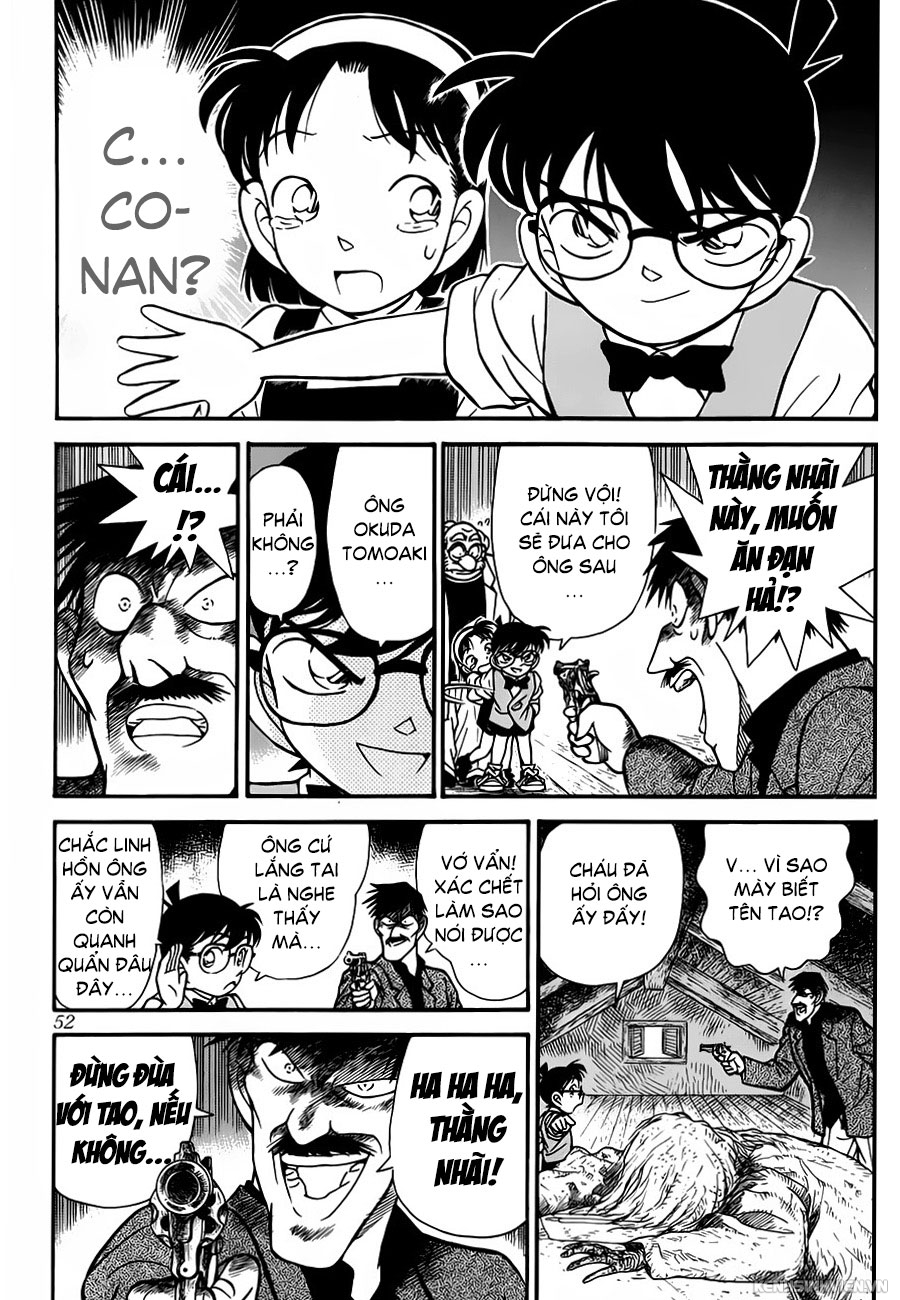 C...
CO-
NAN?
THẰNG NHÃI
NÀY, MUỐN
ĂN ĐẠN
HẢ!?
ĐỪNG VỘI!
CÁI NÀY TÔI
SẼ ĐƯA CHO
ÔNG SAU
...
ÔNG
OKUDA
TOMOAKI
...
PHẢI
KHÔNG
...?
CÁI...
!?
V... VÌ SAO
MÀY BIẾT
TÊN TAO!?
CHÁU ĐÃ
HỎI ÔNG
ẤY ĐẤY!
VỚ VẨN!
XÁC CHẾT
LÀM SAO
NÓI ĐƯỢC
...
ÔNG CỨ
LẮNG TAI
LÀ NGHE
THẤY
MÀ...
CHẮC LINH
HỒN ÔNG
ẤY VẨN
CÒN
QUANH
QUẨN ĐÂU
ĐÂY...
52
HA HA HA,
THẰNG
NHÃI!
ĐỪNG ĐÙA
VỚI TAO, NẾU
KHÔNG...